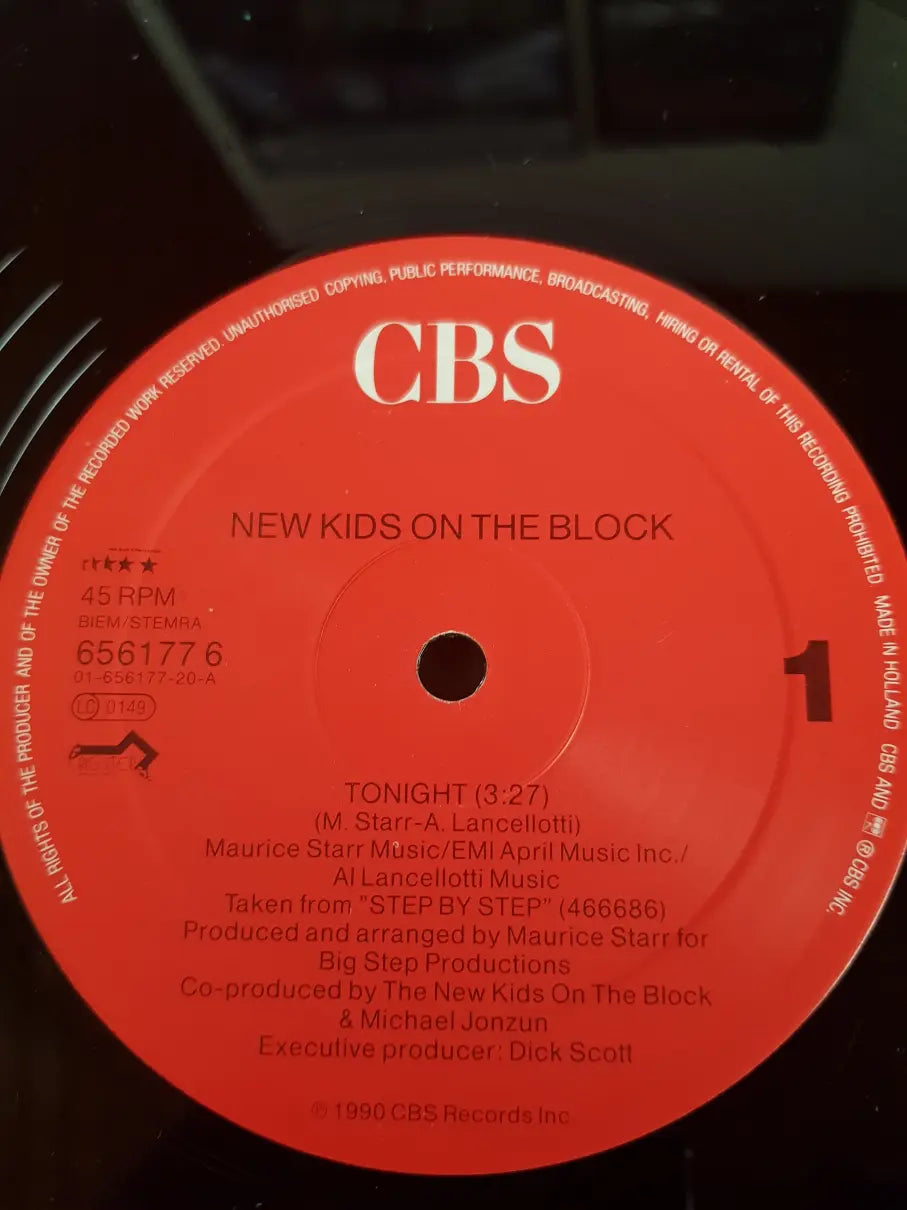 ALL RIGHTS OF THE PRODUCER AND OF THE OWNER OF THE RECORDED WORK RESERVED. UNAUTHORISED COPYING, PUBLIC PERFORMANCE, BROADCASTING, HIRING OR RENTAL OF THIS RECORDING PROHIBITED. MADE IN HOLLAND CBS AND ® CBS INC.
CBS
NEW KIDS ON THE BLOCK
45 RPM
BIEM/STEMRA
656177 6
01-656177-20-A
LC 0149
BIG STEP
1
TONIGHT (3:27)
(M. Starr-A. Lancellotti)
Maurice Starr Music/EMI April Music Inc./
Al Lancellotti Music
Taken from "STEP BY STEP" (466686)
Produced and arranged by Maurice Starr for
Big Step Productions
Co-produced by The New Kids On The Block
& Michael Jonzun
Executive producer: Dick Scott
℗ 1990 CBS Records Inc.